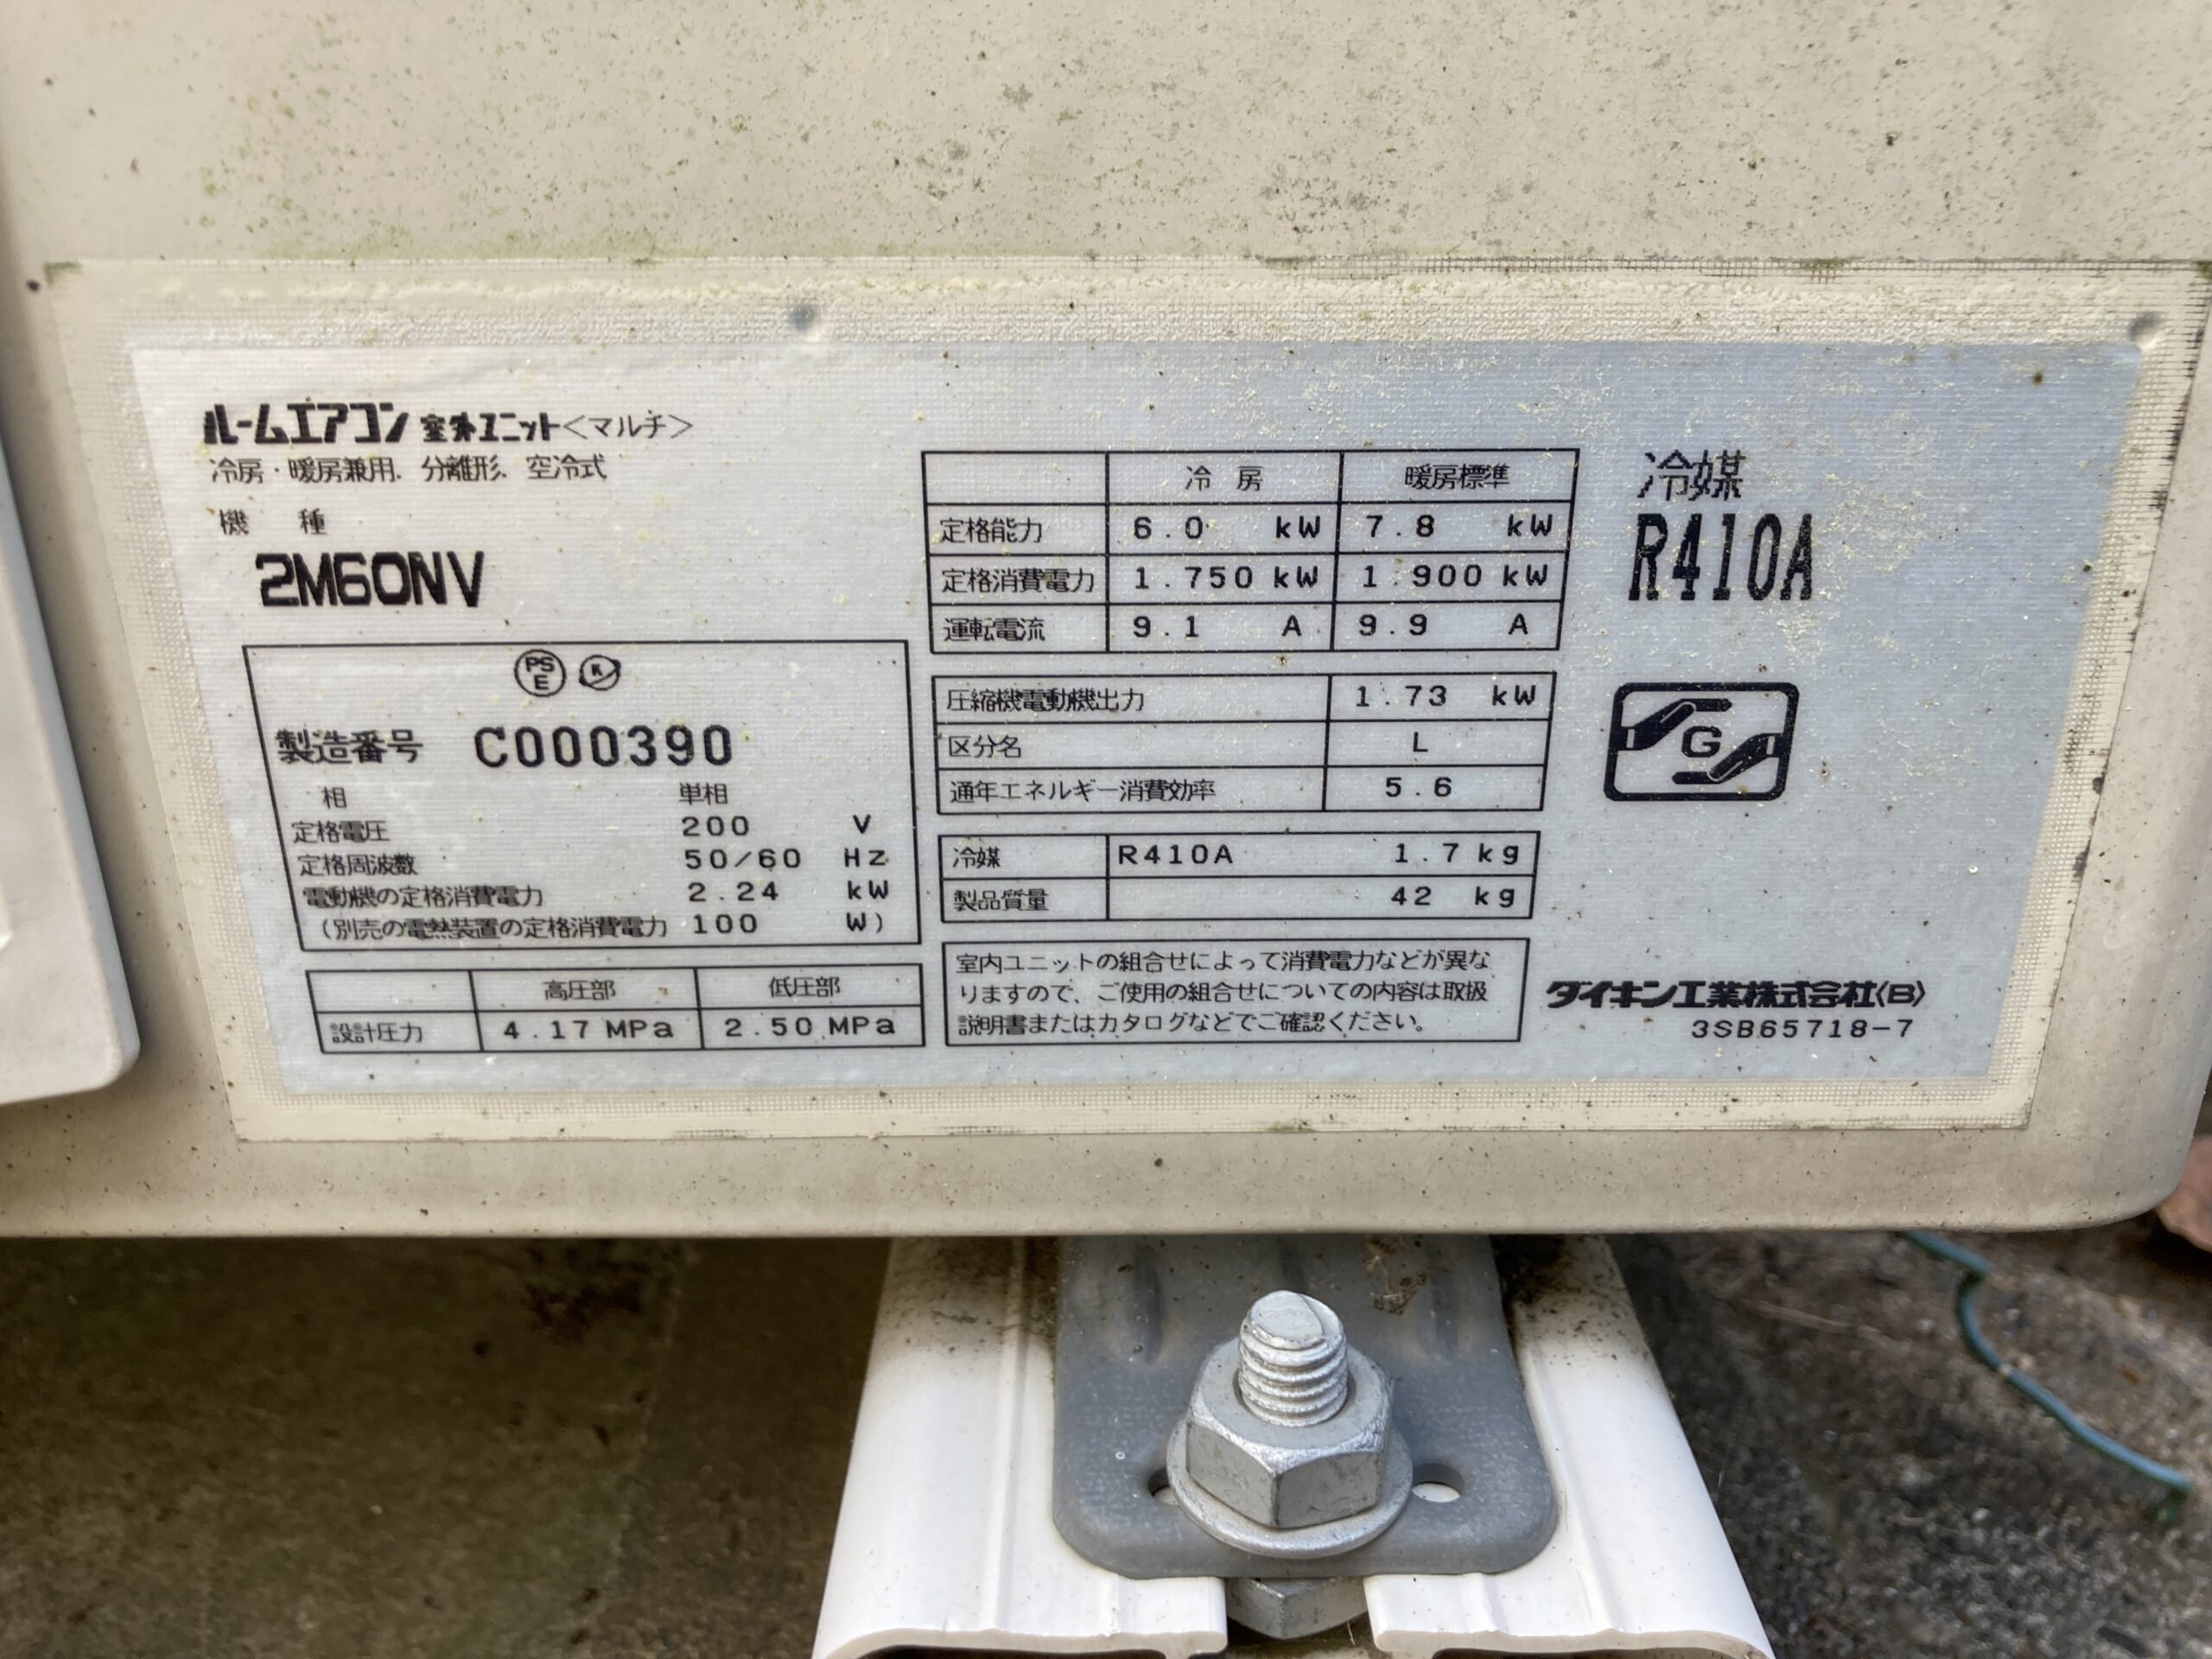 ルームエアコン 室外ユニット<マルチ>
冷房・暖房兼用. 分離形. 空冷式
機 種
2M60NV
PS
E
K
製造番号 C000390
相 単相
定格電圧 200 V
定格周波数 50/60 Hz
電動機の定格消費電力 2.24 kW
(別売の電熱装置の定格消費電力 100 W)
高圧部 低圧部
設計圧力 4.17 MPa 2.50 MPa
冷 房 暖房標準
定格能力 6.0 kW 7.8 kW
定格消費電力 1.750 kW 1.900 kW
運転電流 9.1 A 9.9 A
圧縮機電動機出力 1.73 kW
区分名 L
通年エネルギー消費効率 5.6
冷媒 R410A 1.7 kg
製品質量 42 kg
室内ユニットの組合せによって消費電力などが異な
りますので、ご使用の組合せについての内容は取扱
説明書またはカタログなどでご確認ください。
冷媒
R410A
G
ダイキン工業株式会社(B)
3SB65718-7